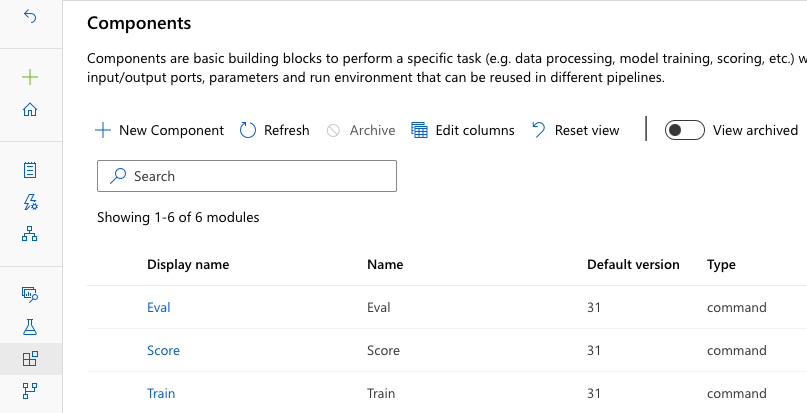 Components
Components are basic building blocks to perform a specific task (e.g. data processing, model training, scoring, etc.) w
input/output ports, parameters and run environment that can be reused in different pipelines.
New Component Refresh Archive Edit columns Reset view View archived
Search
Showing 1-6 of 6 modules
Display name Name Default version Type
Eval Eval 31 command
Score Score 31 command
Train Train 31 command